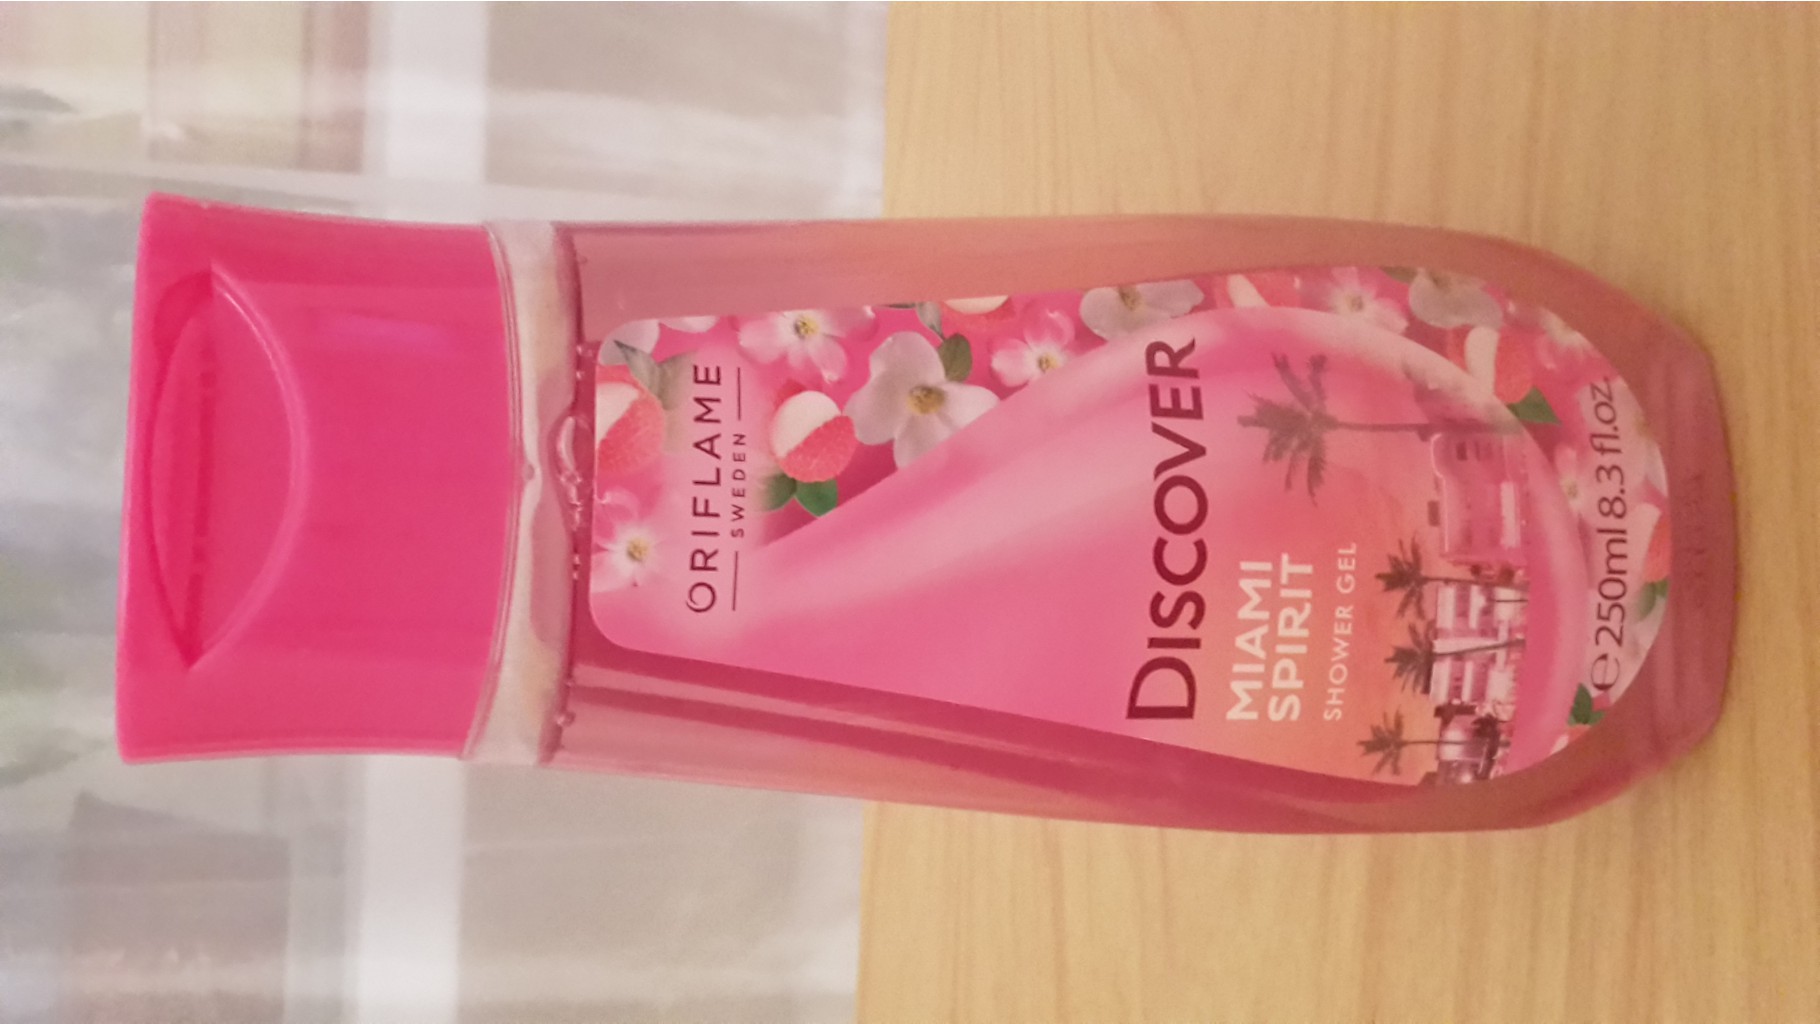 ORIFLAME
SWEDEN
DISCOVER
MIAMI
SPIRIT
SHOWER GEL
℮250ml 8.3 fl.oz.